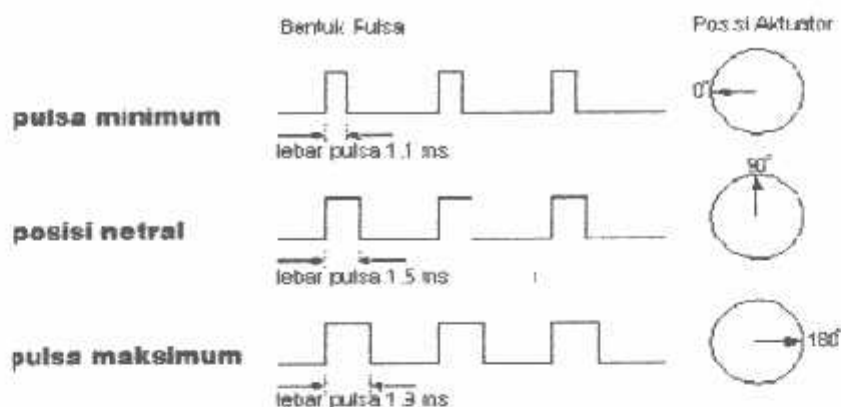 Bentuk Pulsa
Posisi Aktuator
pulsa minimum
0°
lebar pulsa 1.1 ms
90°
posisi netral
lebar pulsa 1.5 ms
pulsa maksimum
180°
lebar pulsa 1.9 ms